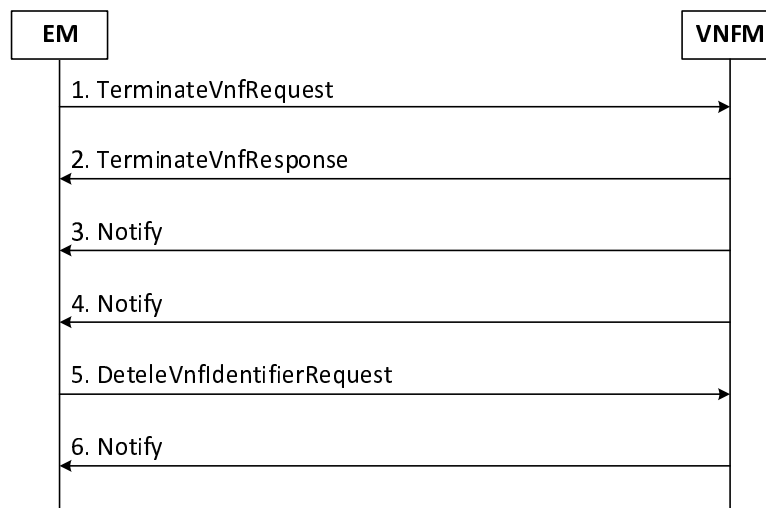 EM VNFM
1. TerminateVnfRequest
2. TerminateVnfResponse
3. Notify
4. Notify
5. DeteleVnfIdentifierRequest
6. Notify